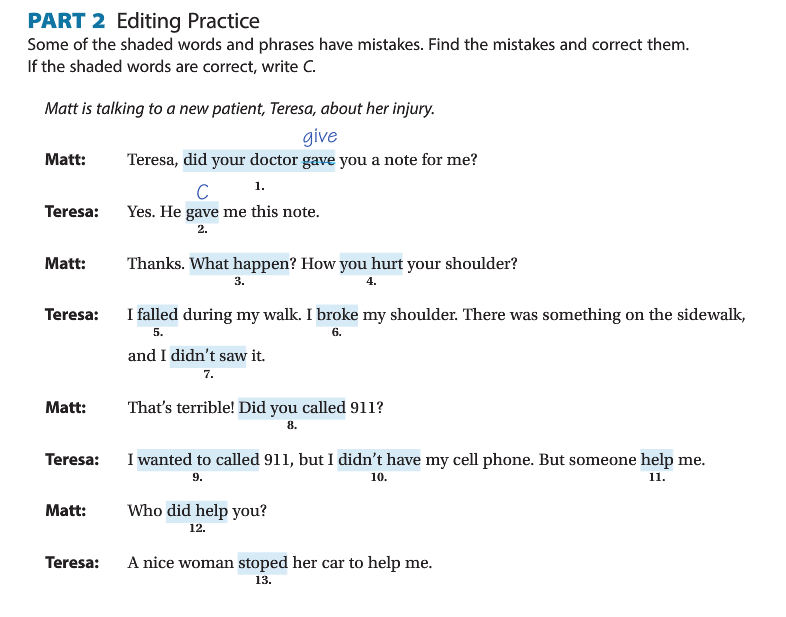 PART 2 Editing Practice
Some of the shaded words and phrases have mistakes. Find the mistakes and correct them.
If the shaded words are correct, write C.
Matt is talking to a new patient, Teresa, about her injury.
give
Matt: Teresa, did your doctor gave you a note for me?
1.
C
Teresa: Yes. He gave me this note.
2.
Matt: Thanks. What happen? How you hurt your shoulder?
3. 4.
Teresa: I falled during my walk. I broke my shoulder. There was something on the sidewalk,
5. 6.
and I didn't saw it.
7.
Matt: That's terrible! Did you called 911?
8.
Teresa: I wanted to called 911, but I didn't have my cell phone. But someone help me.
9. 10. 11.
Matt: Who did help you?
12.
Teresa: A nice woman stoped her car to help me.
13.